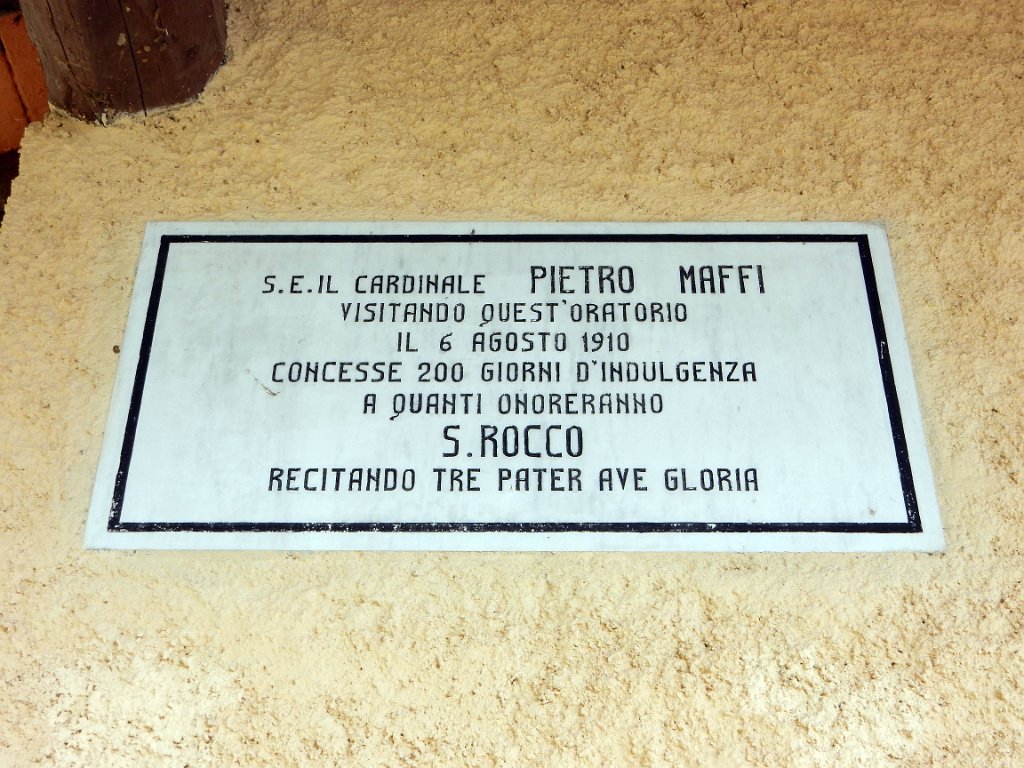 S.E.IL CARDINALE PIETRO MAFFI
VISITANDO QUEST'ORATORIO
IL 6 AGOSTO 1910
CONCESSE 200 GIORNI D'INDULGENZA
A QUANTI ONORERANNO
S.ROCCO
RECITANDO TRE PATER AVE GLORIA